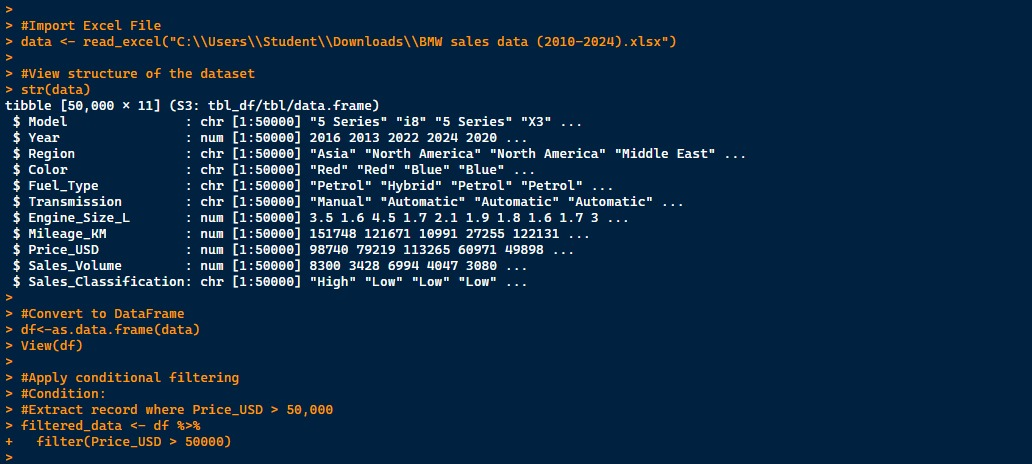 >
> #Import Excel File
> data <- read_excel("C:\\Users\\Student\\Downloads\\BMW sales data (2010-2024).xlsx")
>
> #View structure of the dataset
> str(data)
tibble [50,000 × 11] (S3: tbl_df/tbl/data.frame)
 $ Model               : chr [1:50000] "5 Series" "i8" "5 Series" "X3" ...
 $ Year                : num [1:50000] 2016 2013 2022 2024 2020 ...
 $ Region              : chr [1:50000] "Asia" "North America" "North America" "Middle East" ...
 $ Color               : chr [1:50000] "Red" "Red" "Blue" "Blue" ...
 $ Fuel_Type           : chr [1:50000] "Petrol" "Hybrid" "Petrol" "Petrol" ...
 $ Transmission        : chr [1:50000] "Manual" "Automatic" "Automatic" "Automatic" ...
 $ Engine_Size_L       : num [1:50000] 3.5 1.6 4.5 1.7 2.1 1.9 1.8 1.6 1.7 3 ...
 $ Mileage_KM          : num [1:50000] 151748 121671 10991 27255 122131 ...
 $ Price_USD           : num [1:50000] 98740 79219 113265 60971 49898 ...
 $ Sales_Volume        : num [1:50000] 8300 3428 6994 4047 3080 ...
 $ Sales_Classification: chr [1:50000] "High" "Low" "Low" "Low" ...
>
> #Convert to DataFrame
> df<-as.data.frame(data)
> View(df)
>
> #Apply conditional filtering
> #Condition:
> #Extract record where Price_USD > 50,000
> filtered_data <- df %>%
+   filter(Price_USD > 50000)
>